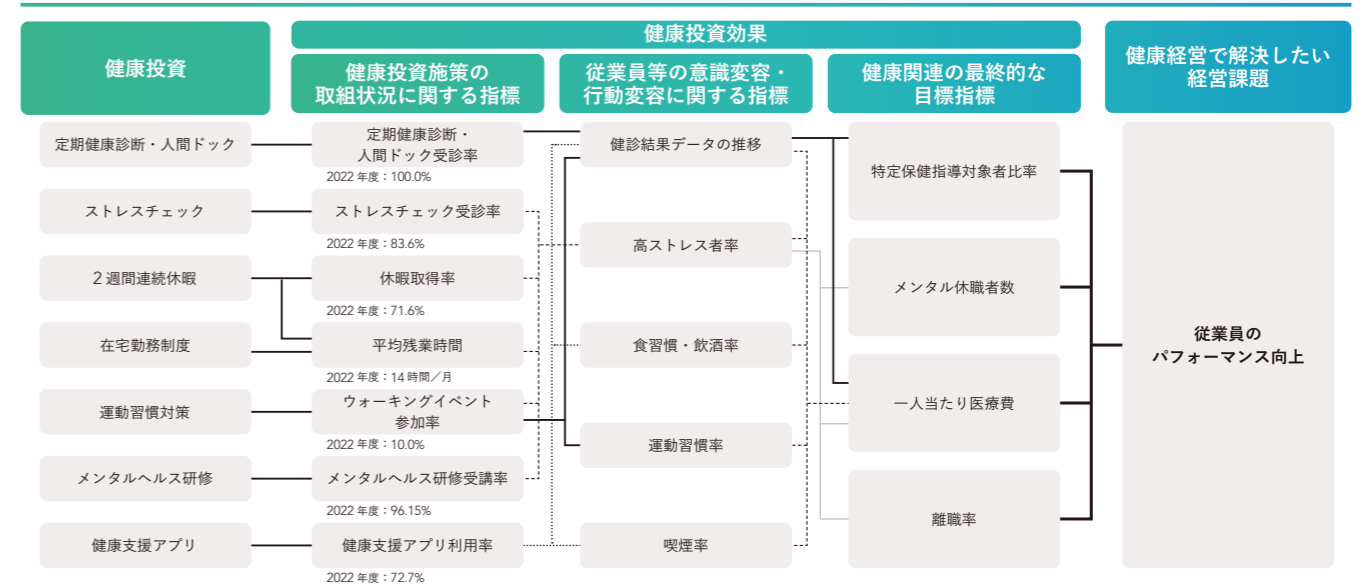 健康投資
健康投資効果
健康投資施策の
取組状況に関する指標
従業員等の意識変容・
行動変容に関する指標
健康関連の最終的な
目標指標
健康経営で解決したい
経営課題
定期健康診断・人間ドック
ストレスチェック
2週間連続休暇
在宅勤務制度
運動習慣対策
メンタルヘルス研修
健康支援アプリ
定期健康診断・
人間ドック受診率
2022年度：100.0%
ストレスチェック受診率
2022年度：83.6%
休暇取得率
2022年度：71.6%
平均残業時間
2022年度：14時間／月
ウォーキングイベント
参加率
2022年度：10.0%
メンタルヘルス研修受講率
2022年度：96.15%
健康支援アプリ利用率
2022年度：72.7%
健診結果データの推移
高ストレス者率
食習慣・飲酒率
運動習慣率
喫煙率
特定保健指導対象者比率
メンタル休職者数
一人当たり医療費
離職率
従業員の
パフォーマンス向上